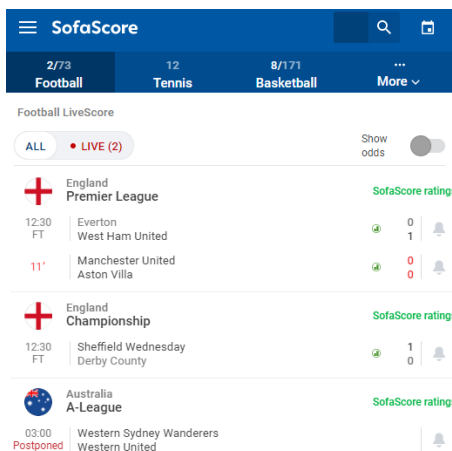 SofaScore
2/73 12 8/171 ...
Football Tennis Basketball More
Football LiveScore
ALL LIVE (2) Show odds
England
Premier League SofaScore rating
12:30 Everton 0
FT West Ham United 1
11' Manchester United 0
Aston Villa 0
England
Championship SofaScore rating
12:30 Sheffield Wednesday 1
FT Derby County 0
Australia
A-League SofaScore rating
03:00 Western Sydney Wanderers
Postponed Western United